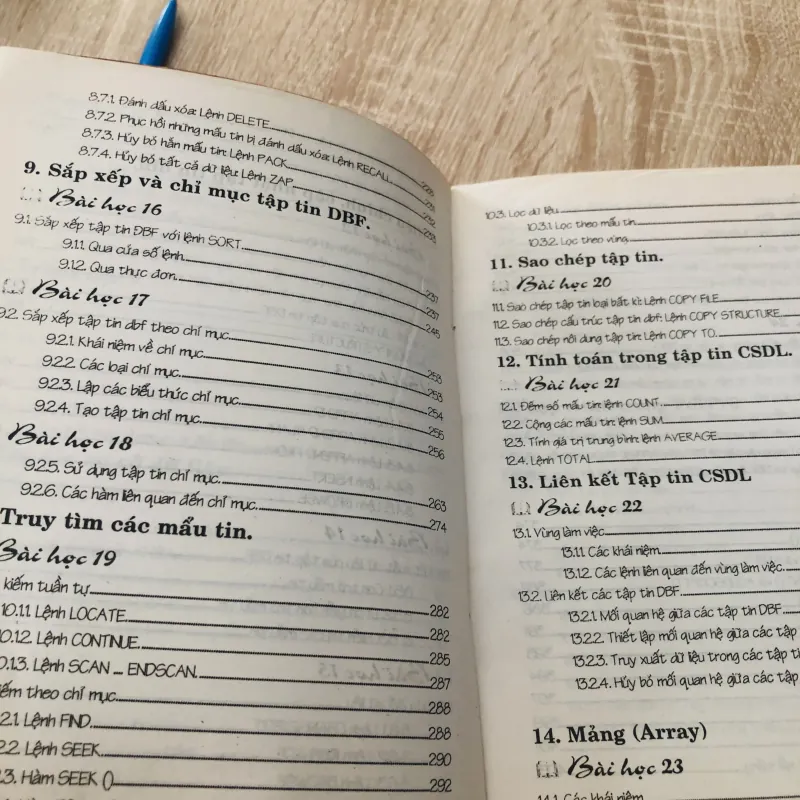 8.7.1. Đánh dấu xóa: Lệnh DELETE
8.7.2. Phục hồi những mẩu tin bị đánh dấu xóa: Lệnh RECALL
8.7.3. Hủy bỏ hẳn mẩu tin: Lệnh PACK
8.7.4. Hủy bỏ tất cả dữ liệu: Lệnh ZAP
9. Sắp xếp và chỉ mục tập tin DBF.
Bài học 16
9.1. Sắp xếp tập tin DBF với lệnh SORT
9.1.1. Qua cửa sổ lệnh 237
9.1.2. Qua thực đơn 237
Bài học 17
9.2. Sắp xếp tập tin dbf theo chỉ mục
9.2.1. Khái niệm về chỉ mục 253
9.2.2. Các loại chỉ mục 253
9.2.3. Lập các biểu thức chỉ mục 254
9.2.4. Tạo tập tin chỉ mục 256
Bài học 18
9.2.5. Sử dụng tập tin chỉ mục 263
9.2.6. Các hàm liên quan đến chỉ mục 274
Truy tìm các mẩu tin.
Bài học 19
kiếm tuần tự 282
10.1.1. Lệnh LOCATE 282
10.1.2. Lệnh CONTINUE 285
10.1.3. Lệnh SCAN ... ENDSCAN 287
kiếm theo chỉ mục 288
2.1. Lệnh FIND 288
2.2. Lệnh SEEK 290
2.3. Hàm SEEK () 292
10.3. Lọc dữ liệu
10.3.1. Lọc theo mẩu tin
10.3.2. Lọc theo vùng
11. Sao chép tập tin.
Bài học 20
11.1. Sao chép tập tin loại bất kì: Lệnh COPY FILE
11.2. Sao chép cấu trúc tập tin dbf: Lệnh COPY STRUCTURE
11.3. Sao chép nội dung tập tin: Lệnh COPY TO
12. Tính toán trong tập tin CSDL.
Bài học 21
12.1. Đếm số mẩu tin: lệnh COUNT
12.2. Cộng các mẩu tin: lệnh SUM
12.3. Tính giá trị trung bình: lệnh AVERAGE
12.4. Lệnh TOTAL
13. Liên kết Tập tin CSDL
Bài học 22
13.1. Vùng làm việc
13.1.1. Các khái niệm
13.1.2. Các lệnh liên quan đến vùng làm việc
13.2. Liên kết các tập tin DBF
13.2.1. Mối quan hệ giữa các tập tin DBF
13.2.2. Thiết lập mối quan hệ giữa các tập
13.2.3. Truy xuất dữ liệu trong các tập
13.2.4. Hủy bỏ mối quan hệ giữa các tập
14. Mảng (Array)
Bài học 23
14.1. Các khái niệm